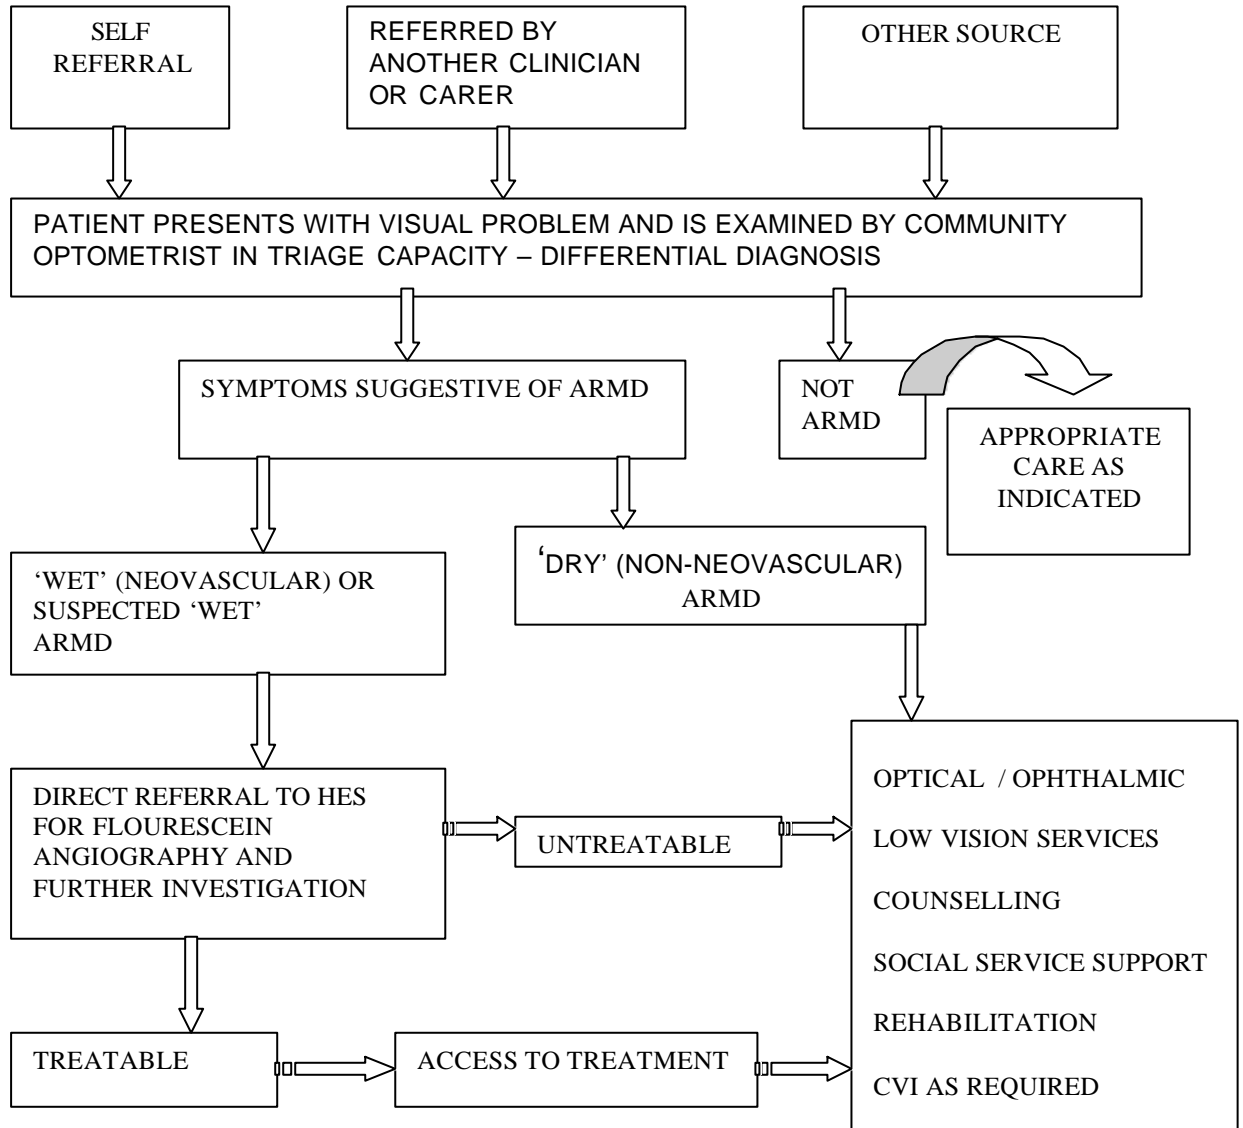 SELF
REFERRAL
REFERRED BY
ANOTHER CLINICIAN
OR CARER
OTHER SOURCE
PATIENT PRESENTS WITH VISUAL PROBLEM AND IS EXAMINED BY COMMUNITY
OPTOMETRIST IN TRIAGE CAPACITY – DIFFERENTIAL DIAGNOSIS
SYMPTOMS SUGGESTIVE OF ARMD
NOT
ARMD
APPROPRIATE
CARE AS
INDICATED
‘WET’ (NEOVASCULAR) OR
SUSPECTED ‘WET’
ARMD
‘DRY’ (NON-NEOVASCULAR)
ARMD
DIRECT REFERRAL TO HES
FOR FLOURESCEIN
ANGIOGRAPHY AND
FURTHER INVESTIGATION
UNTREATABLE
TREATABLE
ACCESS TO TREATMENT
OPTICAL / OPHTHALMIC
LOW VISION SERVICES
COUNSELLING
SOCIAL SERVICE SUPPORT
REHABILITATION
CVI AS REQUIRED